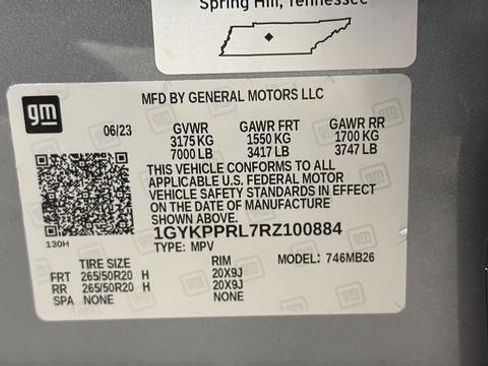 Spring Hill, Tennessee
gm
MFD BY GENERAL MOTORS LLC
06/23 GVWR GAWR FRT GAWR RR
3175 KG 1550 KG 1700 KG
7000 LB 3417 LB 3747 LB
THIS VEHICLE CONFORMS TO ALL
APPLICABLE U.S. FEDERAL MOTOR
VEHICLE SAFETY STANDARDS IN EFFECT
ON THE DATE OF MANUFACTURE
SHOWN ABOVE.
1GYKPPRL7RZ100884
130H
TYPE: MPV
TIRE SIZE RIM MODEL: 746MB26
FRT 265/50R20 H 20X9J
RR 265/50R20 H 20X9J
SPA NONE NONE